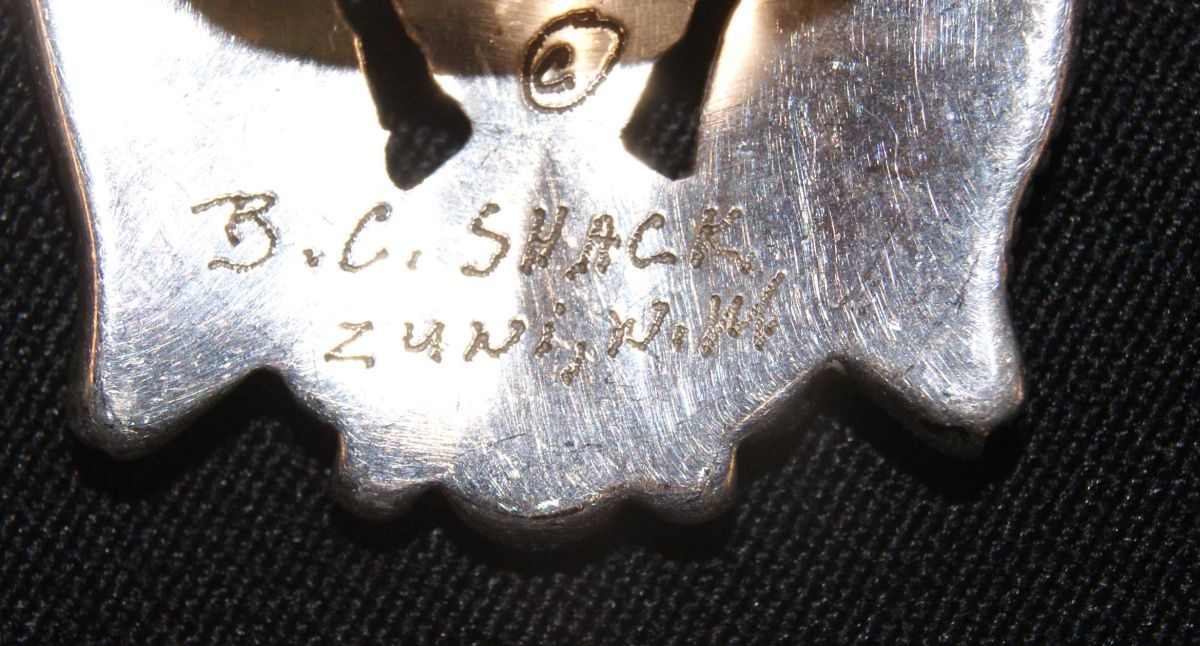 ©
B.C. SHACK
ZUNI, N.M